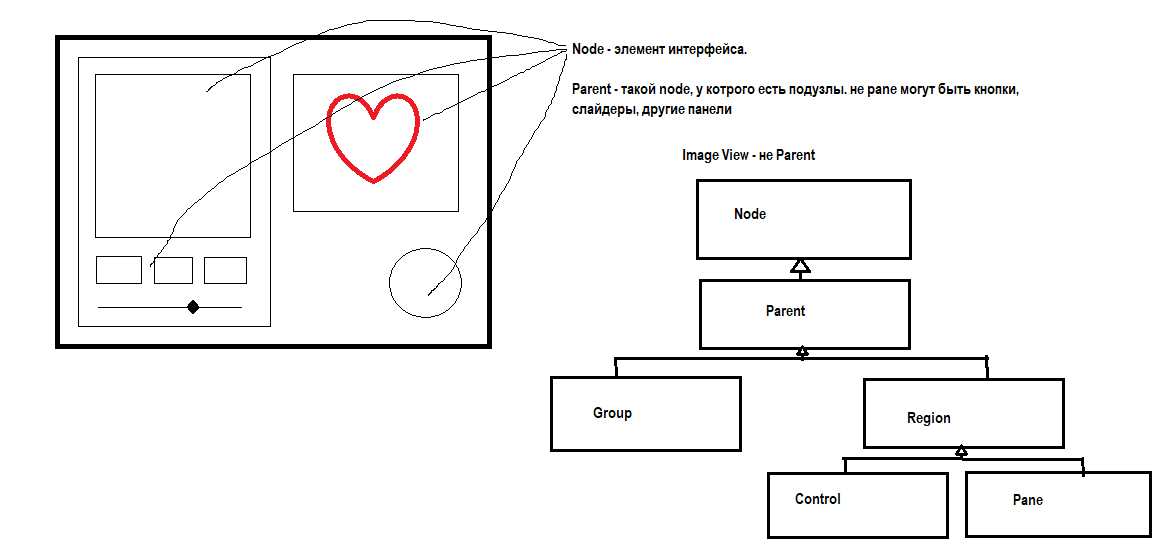 Node - элемент интерфейса.
Parent - такой node, у котрого есть подузлы. не pane могут быть кнопки,
слайдеры, другие панели
Image View - не Parent
Node
Parent
Group
Region
Control
Pane